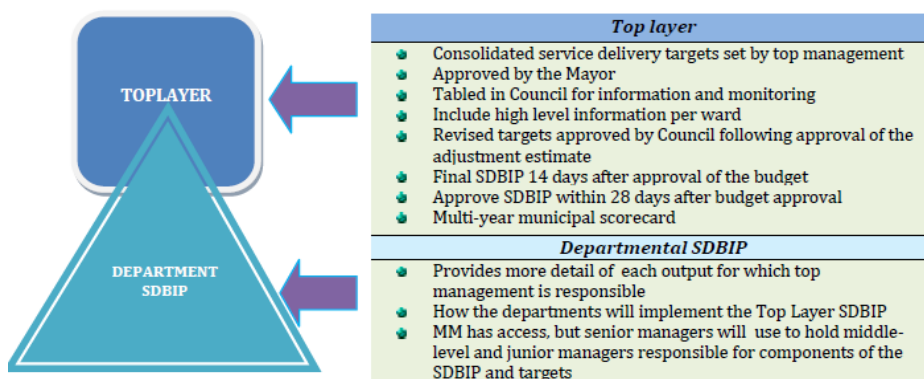 TOPLAYER
DEPARTMENT
SDBIP
Top layer
Consolidated service delivery targets set by top management
Approved by the Mayor
Tabled in Council for information and monitoring
Include high level information per ward
Revised targets approved by Council following approval of the
adjustment estimate
Final SDBIP 14 days after approval of the budget
Approve SDBIP within 28 days after budget approval
Multi-year municipal scorecard
Departmental SDBIP
Provides more detail of each output for which top
management is responsible
How the departments will implement the Top Layer SDBIP
MM has access, but senior managers will use to hold middle-
level and junior managers responsible for components of the
SDBIP and targets